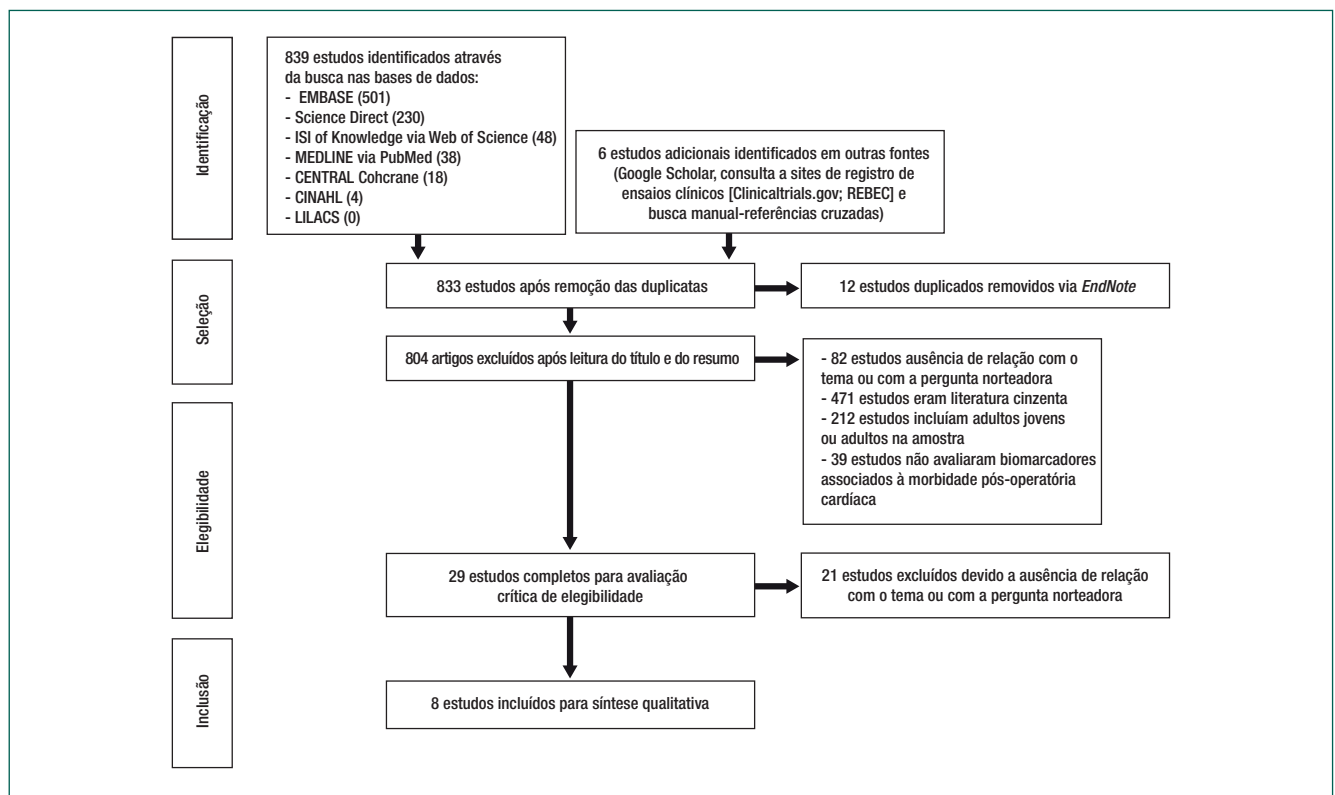 Identificação
839 estudos identificados através
da busca nas bases de dados:
- EMBASE (501)
- Science Direct (230)
- ISI of Knowledge via Web of Science (48)
- MEDLINE via PubMed (38)
- CENTRAL Cohcrane (18)
- CINAHL (4)
- LILACS (0)
6 estudos adicionais identificados em outras fontes
(Google Scholar, consulta a sites de registro de
ensaios clínicos [Clinicaltrials.gov; REBEC] e
busca manual-referências cruzadas)
Seleção
833 estudos após remoção das duplicatas
12 estudos duplicados removidos via EndNote
804 artigos excluídos após leitura do título e do resumo
- 82 estudos ausência de relação com o
tema ou com a pergunta norteadora
- 471 estudos eram literatura cinzenta
- 212 estudos incluíam adultos jovens
ou adultos na amostra
- 39 estudos não avaliaram biomarcadores
associados à morbidade pós-operatória
cardíaca
Elegibilidade
29 estudos completos para avaliação
crítica de elegibilidade
21 estudos excluídos devido a ausência de relação
com o tema ou com a pergunta norteadora
Inclusão
8 estudos incluídos para síntese qualitativa